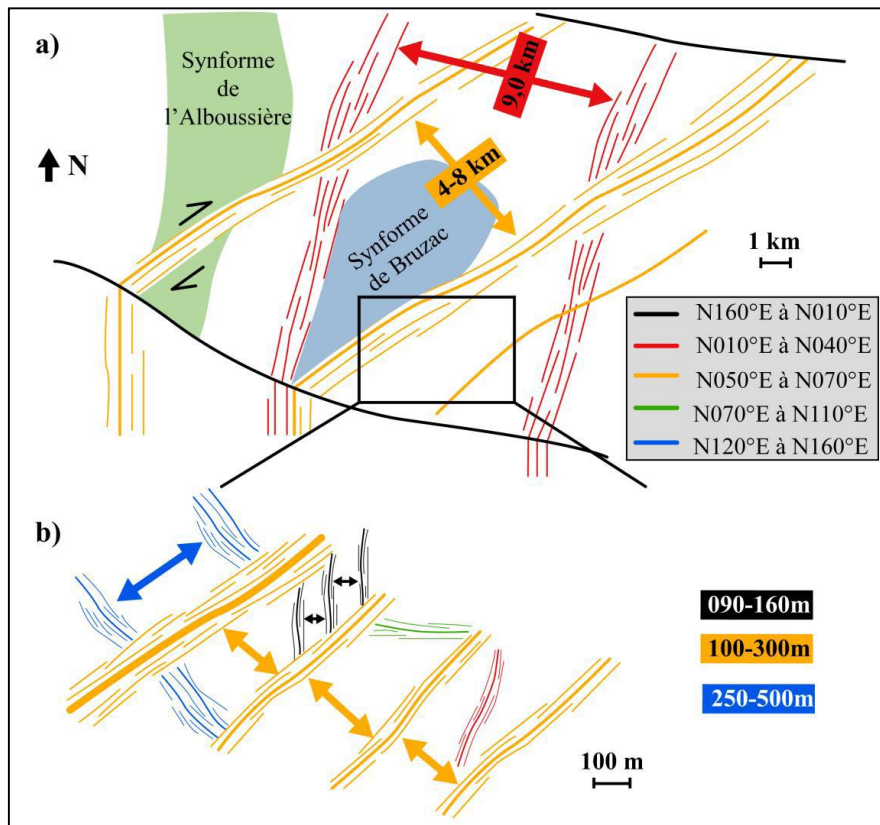 a)
Synforme
de
l'Alboussière
9,0 km
N
4-8 km
Synforme
de Bruzac
1 km
N160°E à N010°E
N010°E à N040°E
N050°E à N070°E
N070°E à N110°E
N120°E à N160°E
b)
090-160m
100-300m
250-500m
100 m